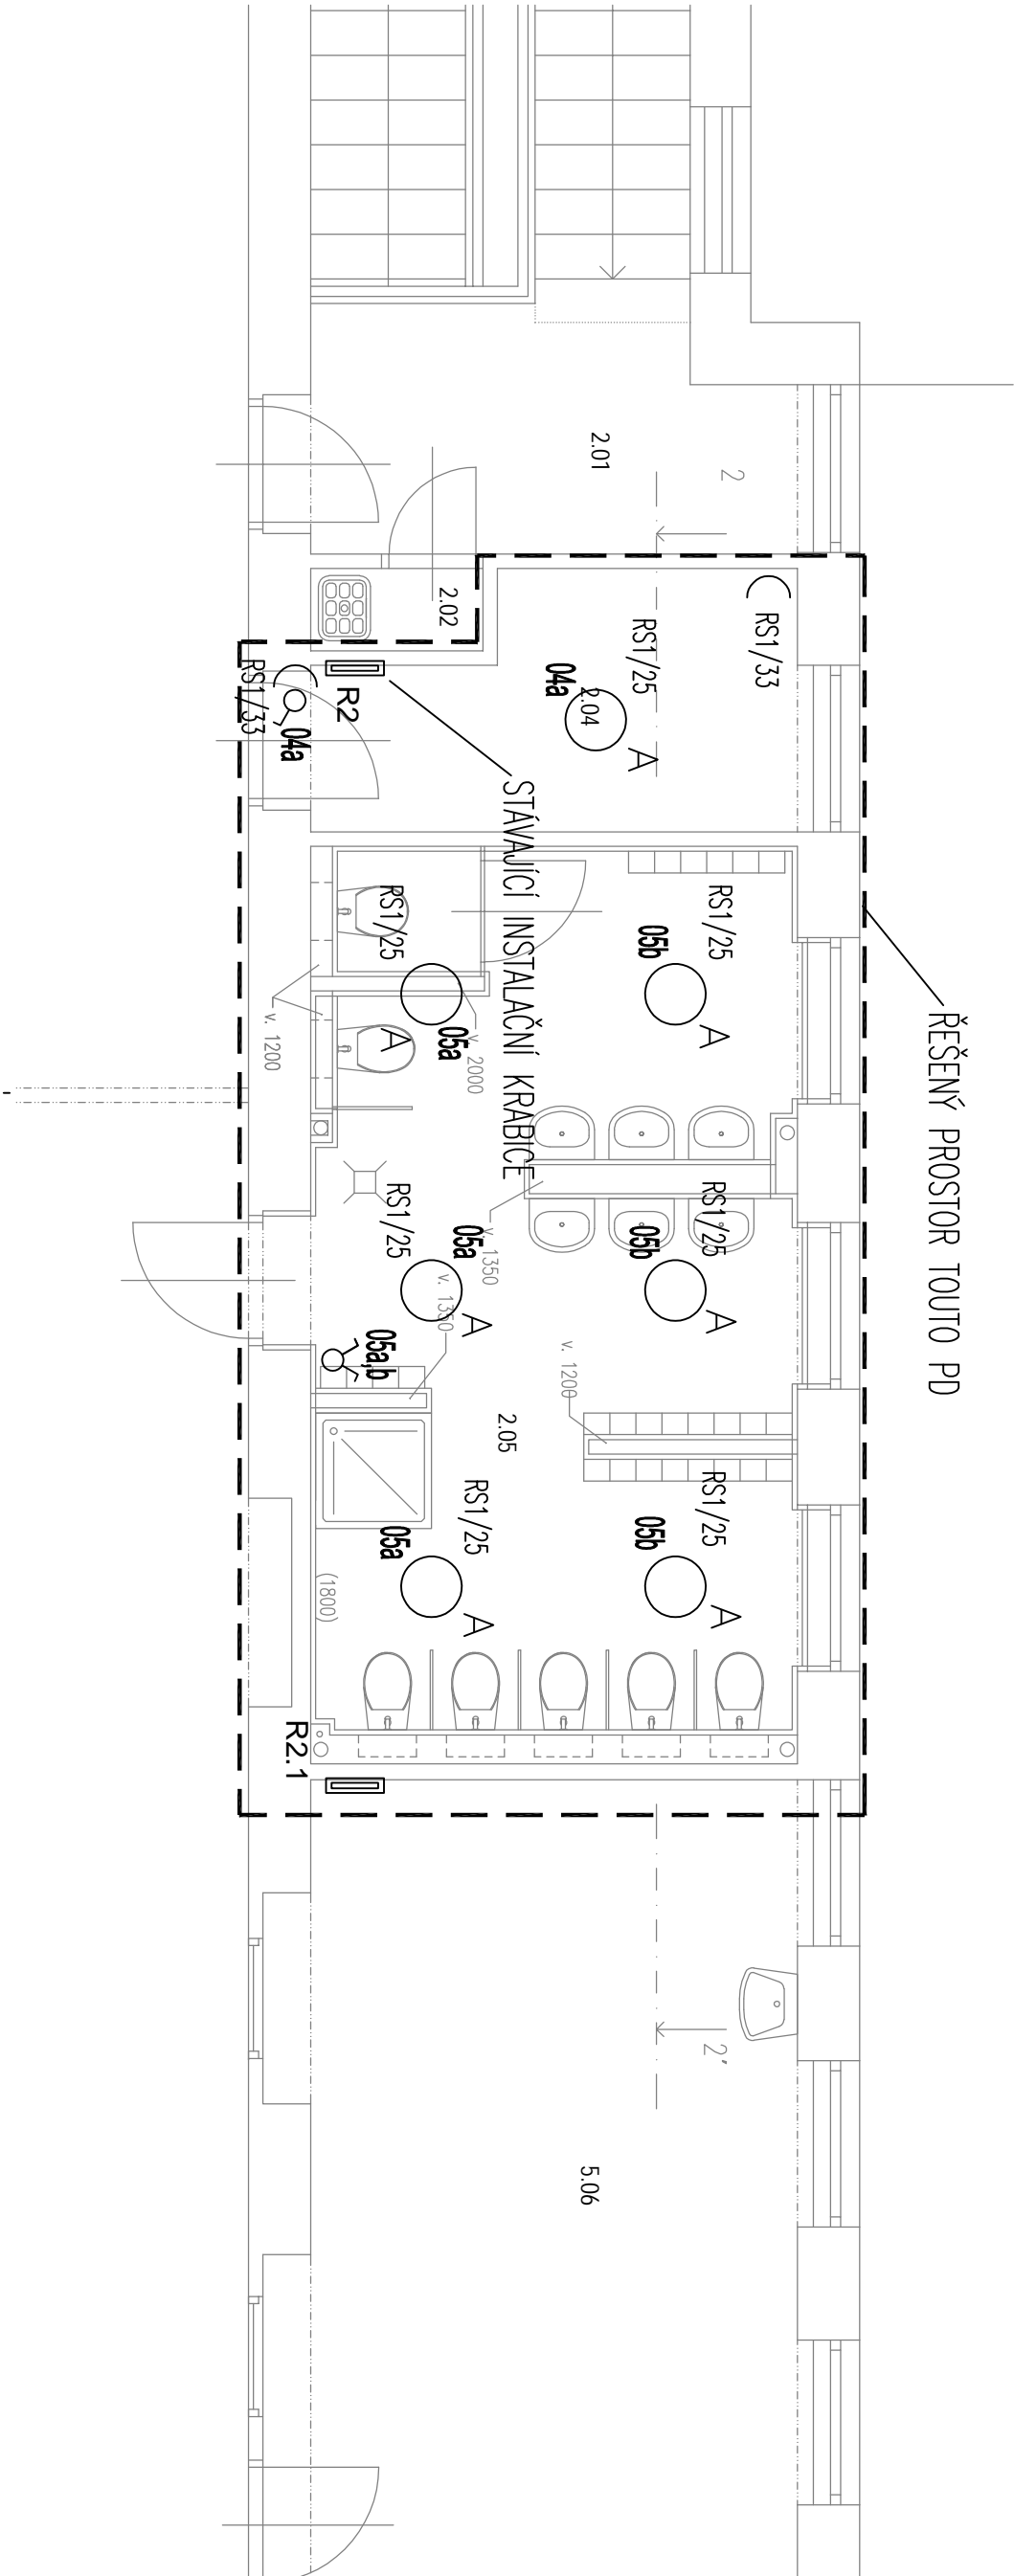 2.01
2
2.02
RS1/33
RS1/25
04a
2.04
A
R2
RS1/33
04a
STÁVAJÍCÍ INSTALAČNÍ KRABICE
ŘEŠENÝ PROSTOR TOUTO PD
RS1/25
05b
A
RS1/25
05a
A
v. 2000
v. 1200
RS1/25
05b
A
RS1/25
05a
A
v. 1350
v. 1350
05a,b
v. 1200
2.05
RS1/25
05b
A
RS1/25
05a
A
(1800)
R2.1
2'
5.06